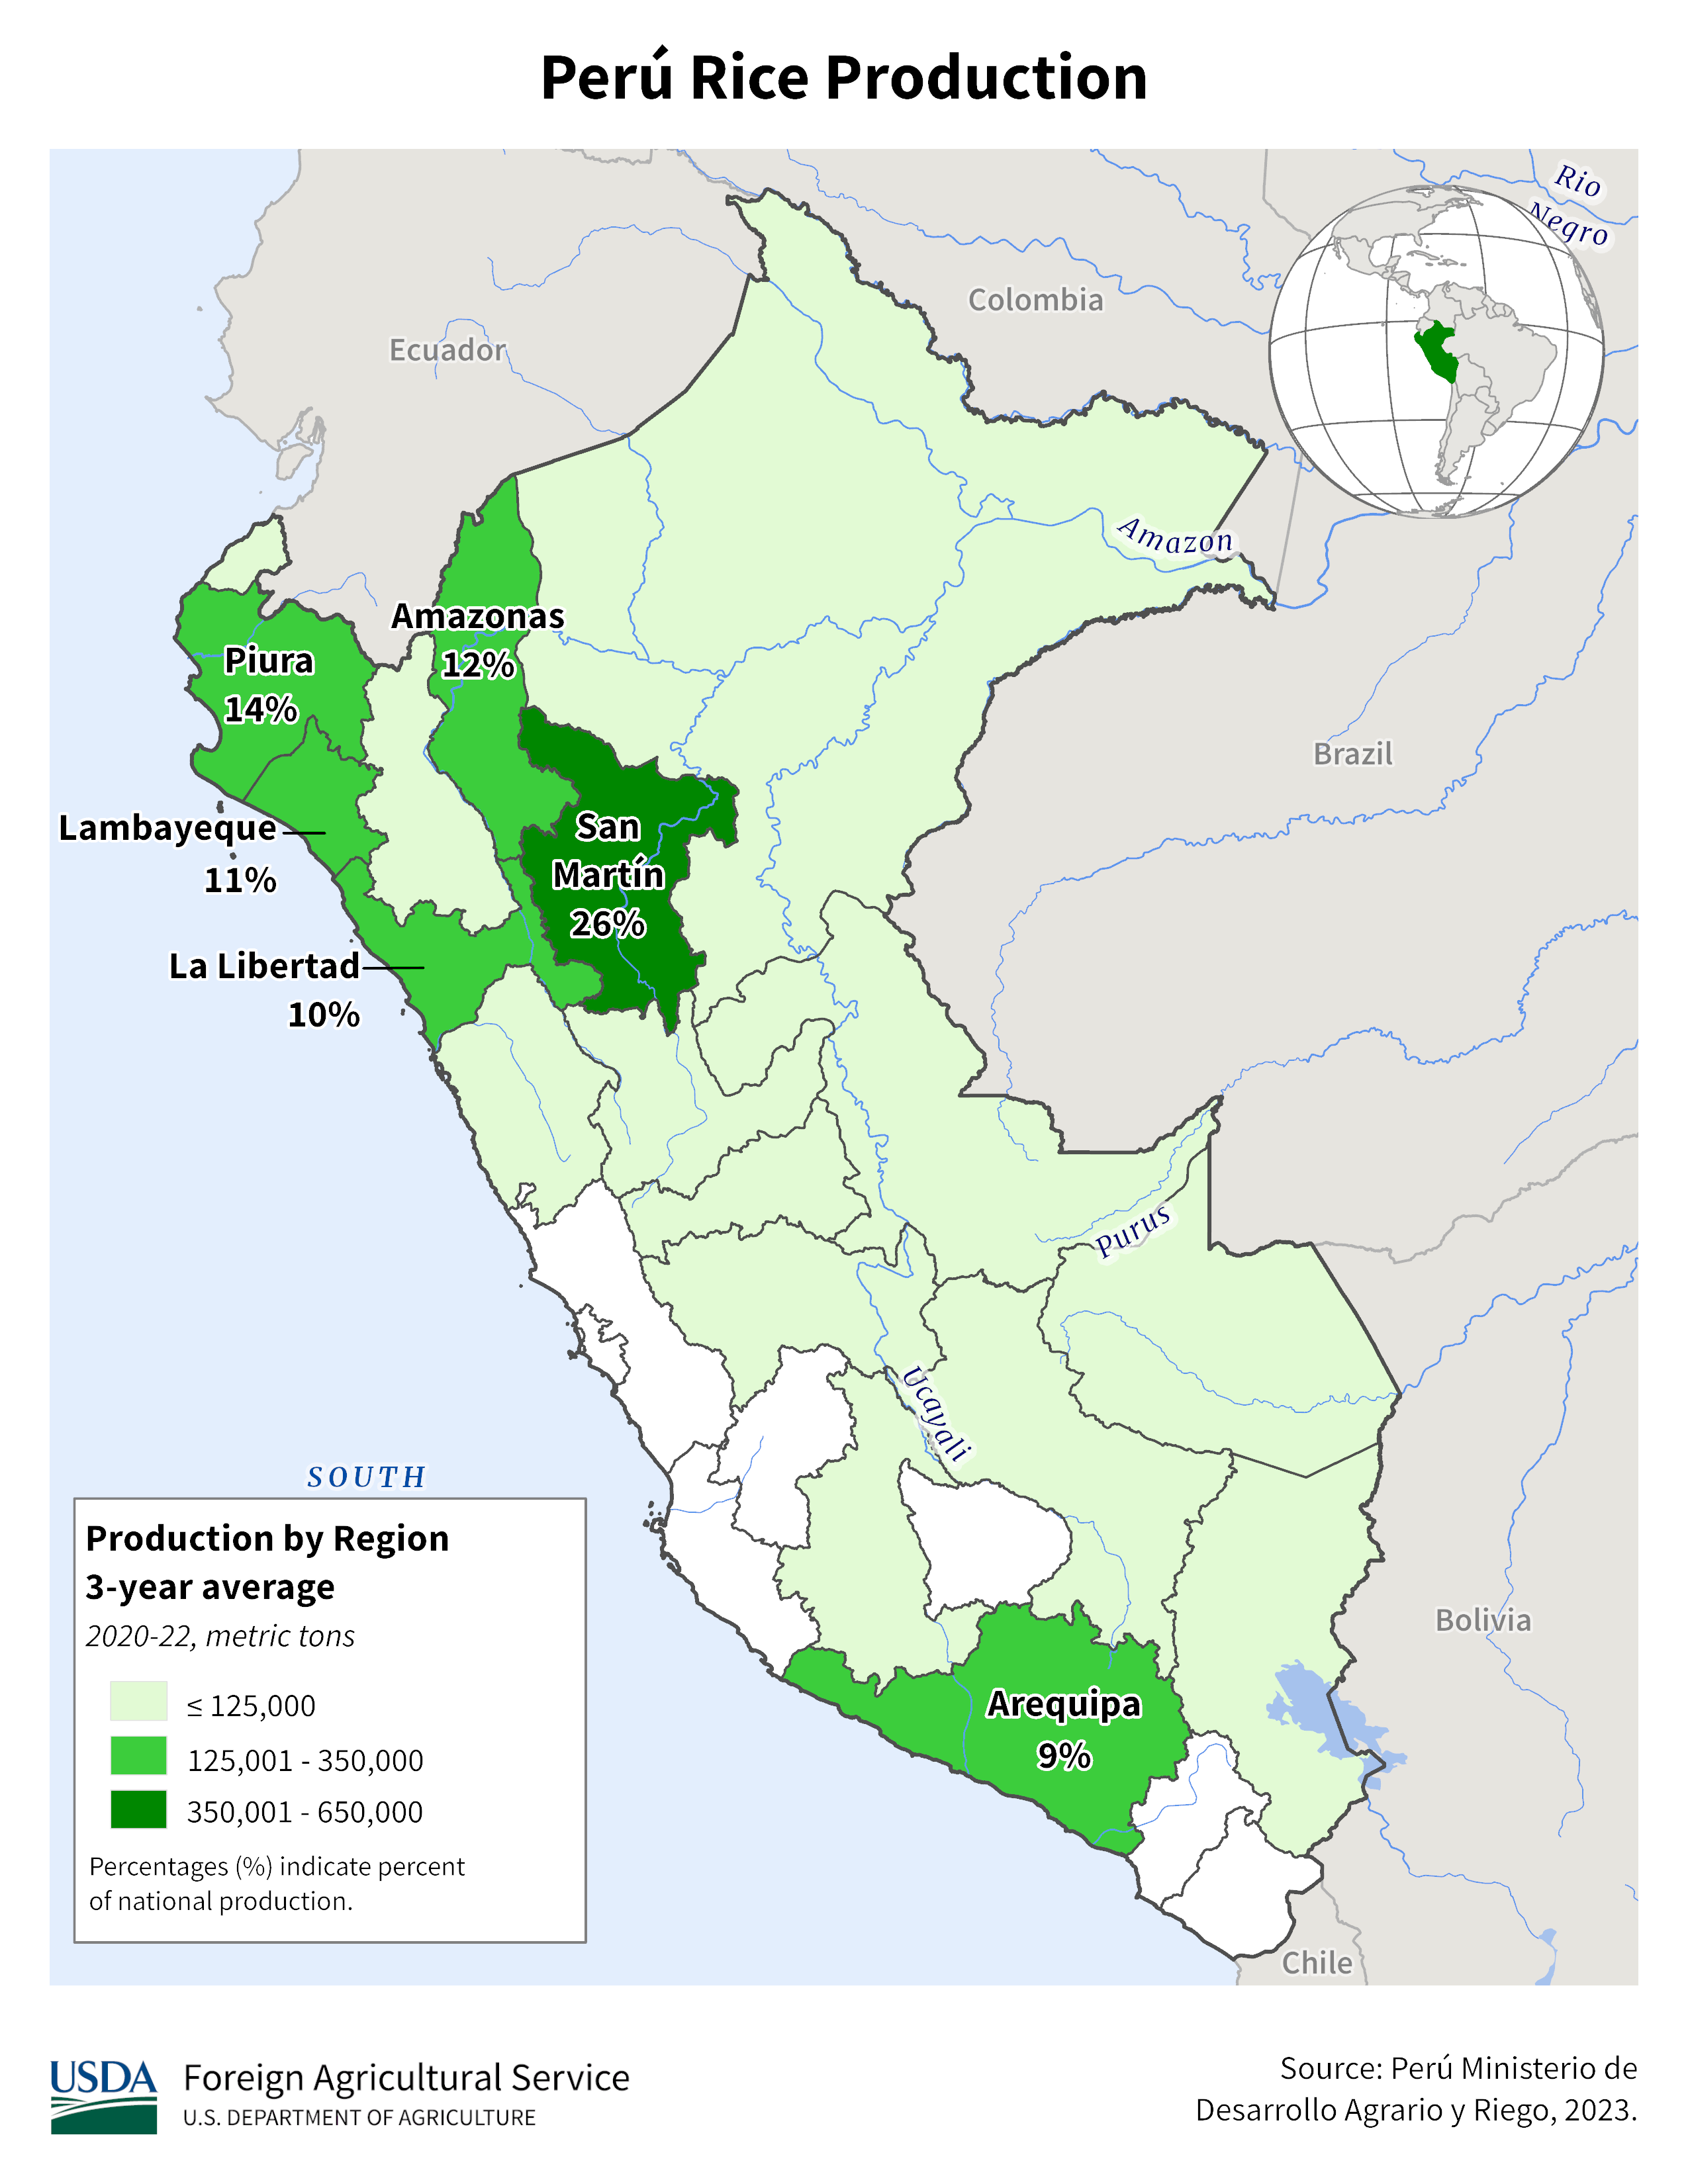 Perú Rice Production
Rio
Negro
Colombia
Ecuador
Amazon
Amazonas
12%
Piura
14%
Brazil
San
Martín
26%
Lambayeque
11%
La Libertad
10%
Purus
Ucayali
SOUTH
Bolivia
Arequipa
9%
Chile
Production by Region
3-year average
2020-22, metric tons
≤ 125,000
125,001 - 350,000
350,001 - 650,000
Percentages (%) indicate percent
of national production.
USDA
Foreign Agricultural Service
U.S. DEPARTMENT OF AGRICULTURE
Source: Perú Ministerio de
Desarrollo Agrario y Riego, 2023.